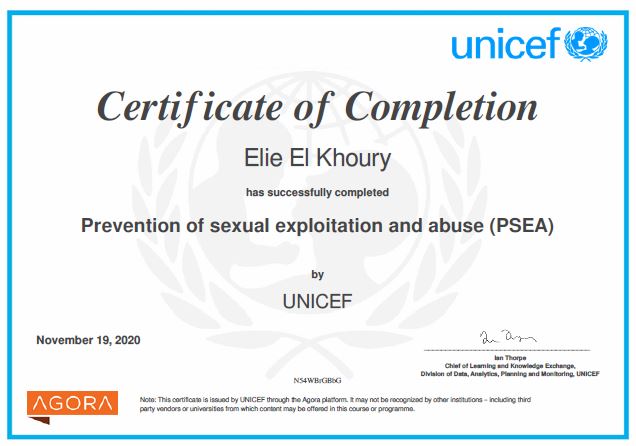 unicef
Certificate of Completion
Elie El Khoury
has successfully completed
Prevention of sexual exploitation and abuse (PSEA)
by
UNICEF
November 19, 2020
Ian Thorpe
Chief of Learning and Knowledge Exchange,
Division of Data, Analytics, Planning and Monitoring, UNICEF
N54WBrGBbG
AGORA
Note: This certificate is issued by UNICEF through the Agora platform. It may not be recognized by other institutions – including third
party vendors or universities from which content may be offered in this course or programme.